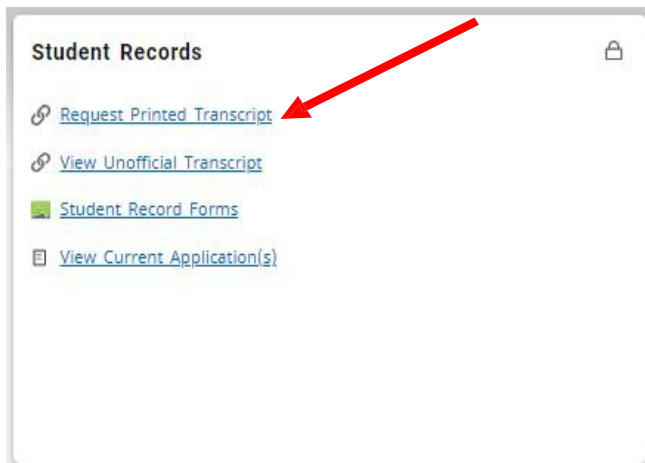 Student Records
Request Printed Transcript
View Unofficial Transcript
Student Record Forms
View Current Application(s)